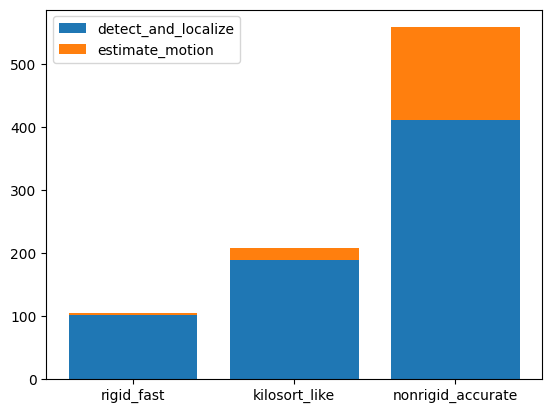 detect_and_localize
estimate_motion
500
400
300
200
100
0
rigid_fast kilosort_like nonrigid_accurate